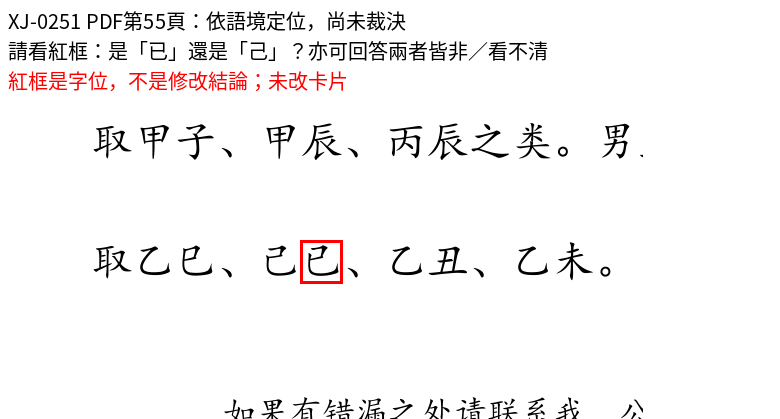 XJ-0251 PDF第55頁：依語境定位，尚未裁決
請看紅框：是「已」還是「己」？亦可回答兩者皆非／看不清
紅框是字位，不是修改結論；未改卡片
取甲子、甲辰、丙辰之类。男
取乙巳、己已、乙丑、乙未。
如果有错漏之处请联系我，公